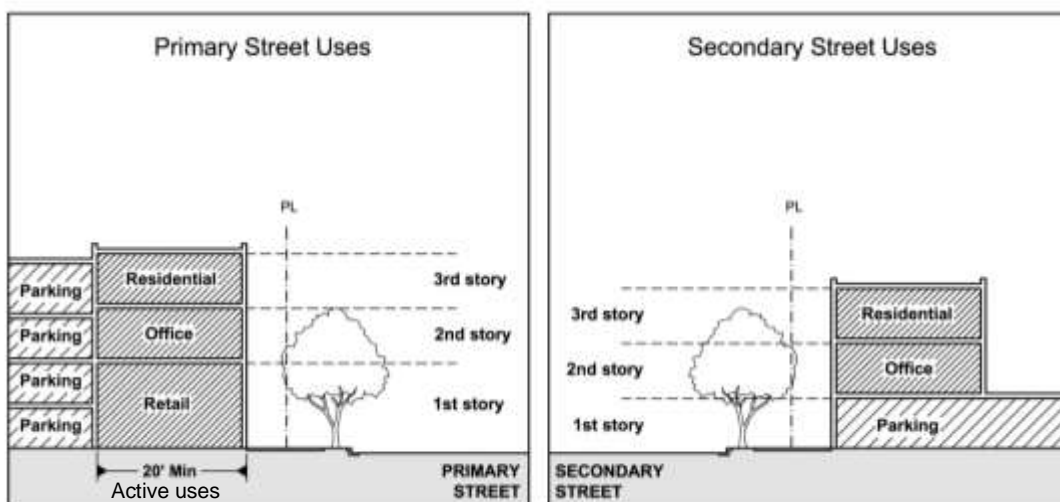 Primary Street Uses
PL
Parking
Parking
Parking
Parking
Residential
Office
Retail
3rd story
2nd story
1st story
20' Min
Active uses
PRIMARY
STREET
Secondary Street Uses
PL
3rd story
2nd story
1st story
Residential
Office
Parking
SECONDARY
STREET